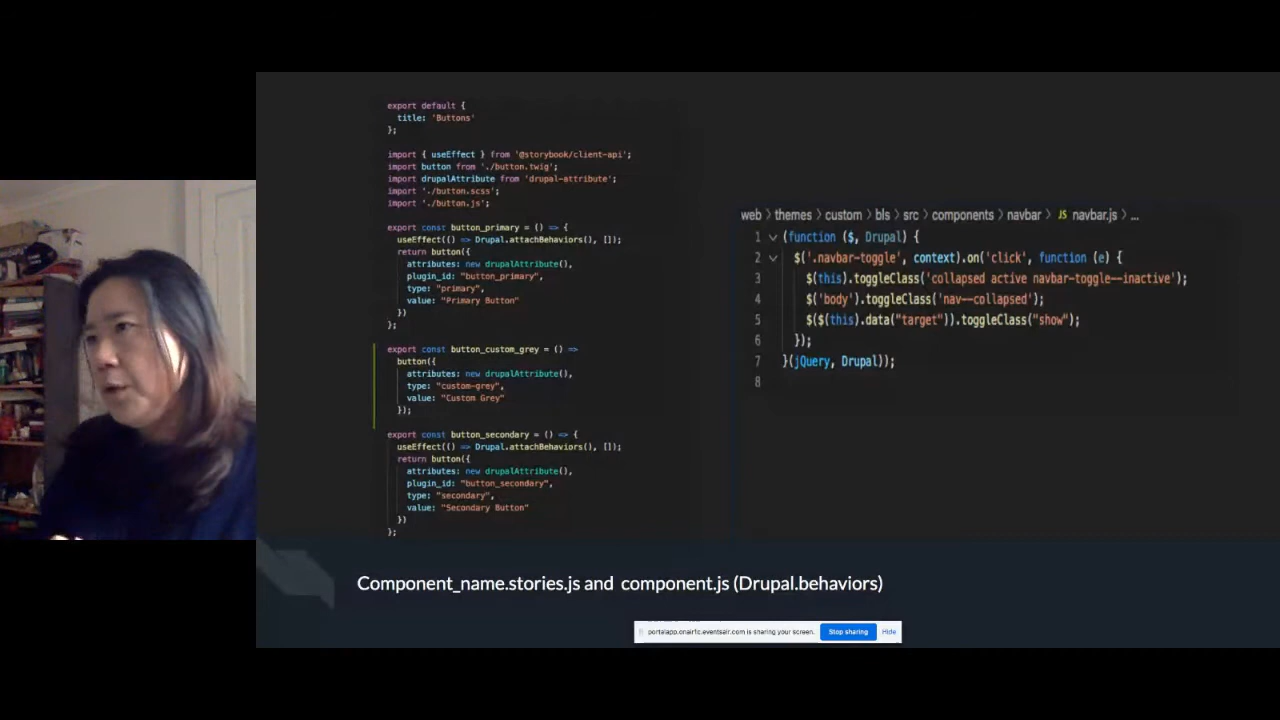 export default {
title: 'Buttons'
};
import { useEffect } from '@storybook/client-api';
import button from './button.twig';
import drupalAttribute from 'drupal-attribute';
import './button.scss';
import './button.js';
export const button_primary = () => {
useEffect(() => Drupal.attachBehaviors(), []);
return button({
attributes: new drupalAttribute(),
plugin_id: "button_primary",
type: "primary",
value: "Primary Button"
})
};
export const button_custom_grey = () =>
button({
attributes: new drupalAttribute(),
type: "custom-grey",
value: "Custom Grey"
});
export const button_secondary = () => {
useEffect(() => Drupal.attachBehaviors(), []);
return button({
attributes: new drupalAttribute(),
plugin_id: "button_secondary",
type: "secondary",
value: "Secondary Button"
})
};
web > themes > custom > bls > src > components > navbar > JS navbar.js > ...
1 (function ($, Drupal) {
2 $('.navbar-toggle', context).on('click', function (e) {
3 $(this).toggleClass('collapsed active navbar-toggle--inactive');
4 $('body').toggleClass('nav--collapsed');
5 $($(this).data("target")).toggleClass("show");
6 });
7 }(jQuery, Drupal));
8
Component_name.stories.js and component.js (Drupal.behaviors)
portalapp.onairfc.eventsair.com is sharing your screen. Stop sharing Hide